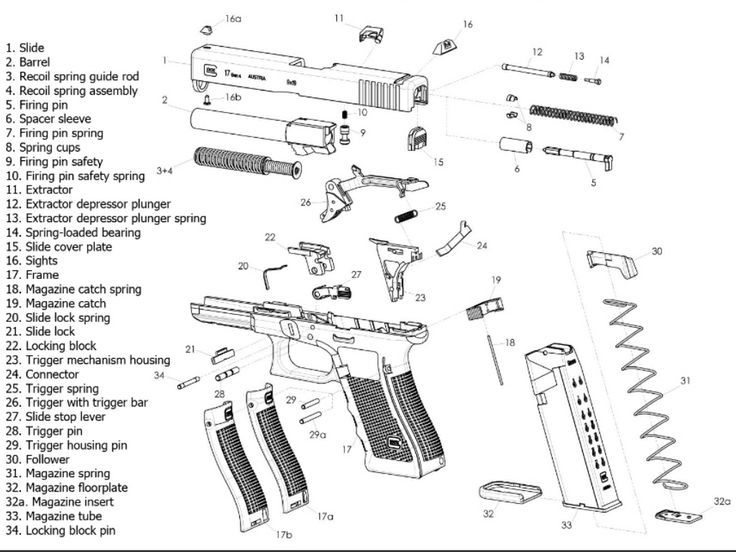 1. Slide
2. Barrel
3. Recoil spring guide rod
4. Recoil spring assembly
5. Firing pin
6. Spacer sleeve
7. Firing pin spring
8. Spring cups
9. Firing pin safety
10. Firing pin safety spring
11. Extractor
12. Extractor depressor plunger
13. Extractor depressor plunger spring
14. Spring-loaded bearing
15. Slide cover plate
16. Sights
17. Frame
18. Magazine catch spring
19. Magazine catch
20. Slide lock spring
21. Slide lock
22. Locking block
23. Trigger mechanism housing
24. Connector
25. Trigger spring
26. Trigger with trigger bar
27. Slide stop lever
28. Trigger pin
29. Trigger housing pin
30. Follower
31. Magazine spring
32. Magazine floorplate
32a. Magazine insert
33. Magazine tube
34. Locking block pin
16a
11
16
12
13
14
1
GLOCK 17 Gen4 AUSTRIA 9x19
2
16b
10
9
8
7
15
6
5
3+4
26
25
24
22
20
27
23
19
30
21
18
34
31
28
29
29a
17
GLOCK
17a
17b
32
33
32a